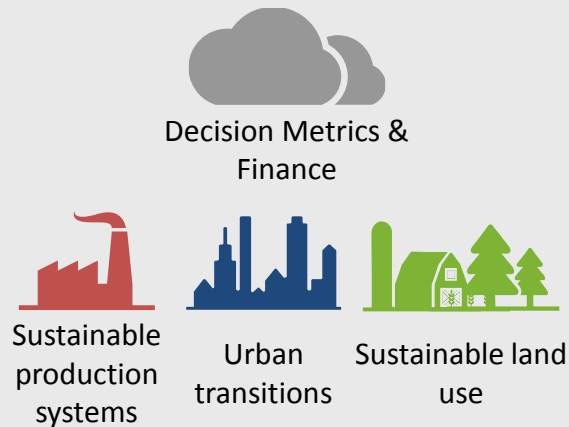 Decision Metrics &
Finance
Sustainable
production
systems
Urban
transitions
Sustainable land
use